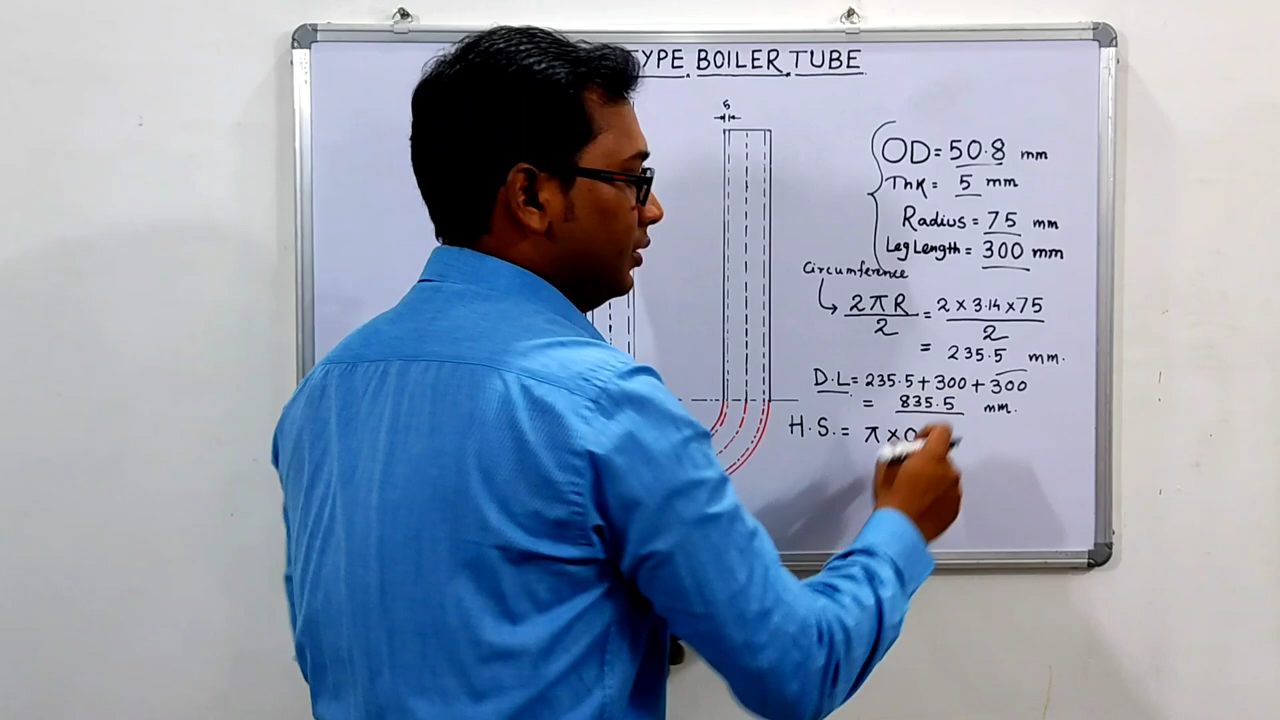 TYPE BOILER TUBE
5
OD = 50.8 mm
Thk = 5 mm
Radius = 75 mm
Leg Length = 300 mm
Circumference
2πR/2 = 2 × 3.14 × 75/2
= 235.5 mm.
D.L = 235.5 + 300 + 300
= 835.5 mm.
H.S. = π × O